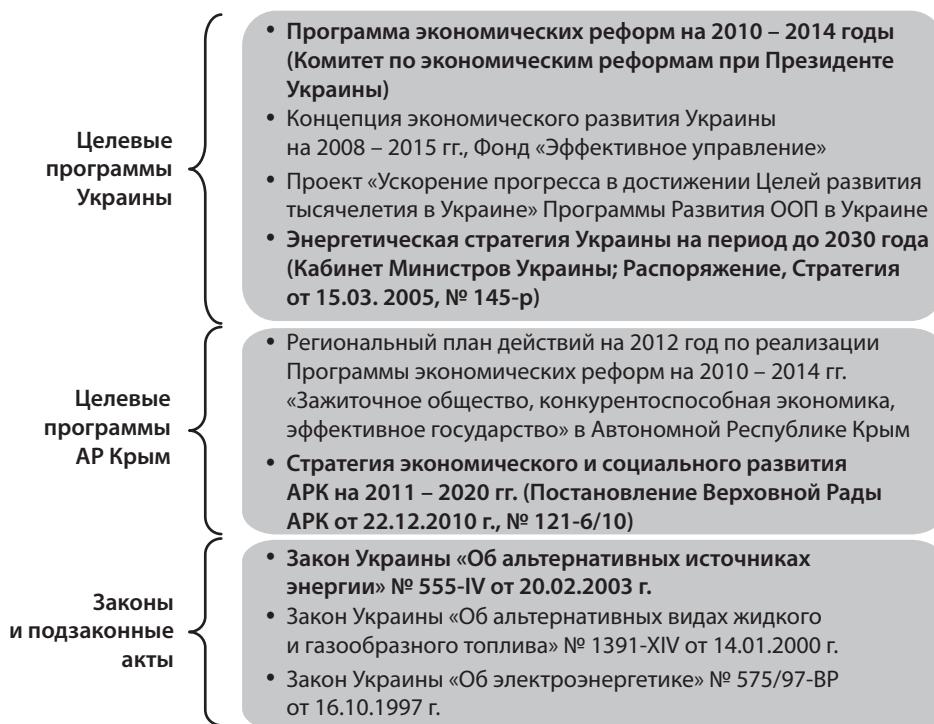 Целевые
программы
Украины
• Программа экономических реформ на 2010 – 2014 годы
(Комитет по экономическим реформам при Президенте
Украины)
• Концепция экономического развития Украины
на 2008 – 2015 гг., Фонд «Эффективное управление»
• Проект «Ускорение прогресса в достижении Целей развития
тысячелетия в Украине» Программы Развития ООП в Украине
• Энергетическая стратегия Украины на период до 2030 года
(Кабинет Министров Украины; Распоряжение, Стратегия
от 15.03. 2005, № 145-р)
Целевые
программы
АР Крым
• Региональный план действий на 2012 год по реализации
Программы экономических реформ на 2010 – 2014 гг.
«Зажиточное общество, конкурентоспособная экономика,
эффективное государство» в Автономной Республике Крым
• Стратегия экономического и социального развития
АРК на 2011 – 2020 гг. (Постановление Верховной Рады
АРК от 22.12.2010 г., № 121-6/10)
Законы
и подзаконные
акты
• Закон Украины «Об альтернативных источниках
энергии» № 555-IV от 20.02.2003 г.
• Закон Украины «Об альтернативных видах жидкого
и газообразного топлива» № 1391-XIV от 14.01.2000 г.
• Закон Украины «Об электроэнергетике» № 575/97-ВР
от 16.10.1997 г.